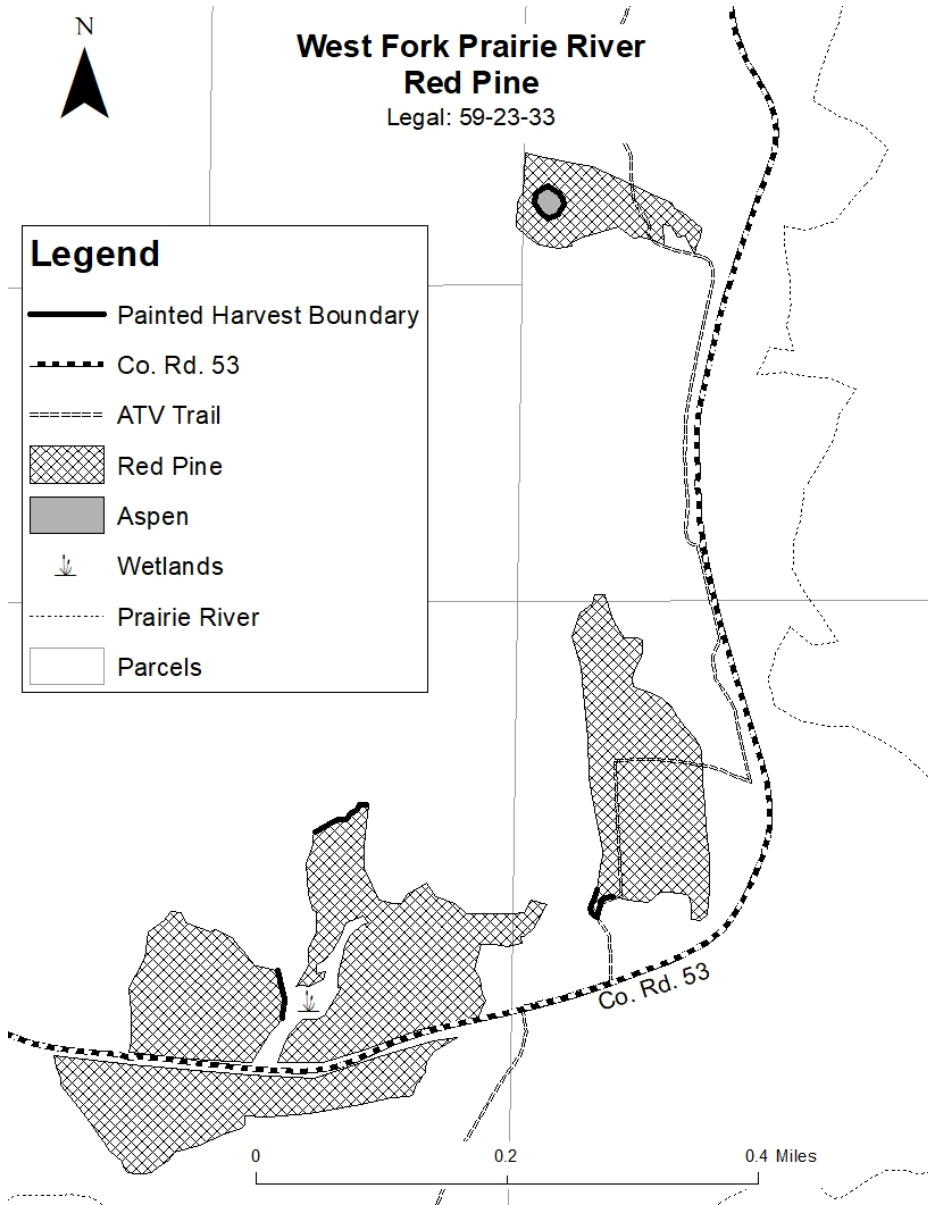 N
West Fork Prairie River
Red Pine
Legal: 59-23-33
Legend
Painted Harvest Boundary
Co. Rd. 53
ATV Trail
Red Pine
Aspen
Wetlands
Prairie River
Parcels
Co. Rd. 53
0 0.2 0.4 Miles